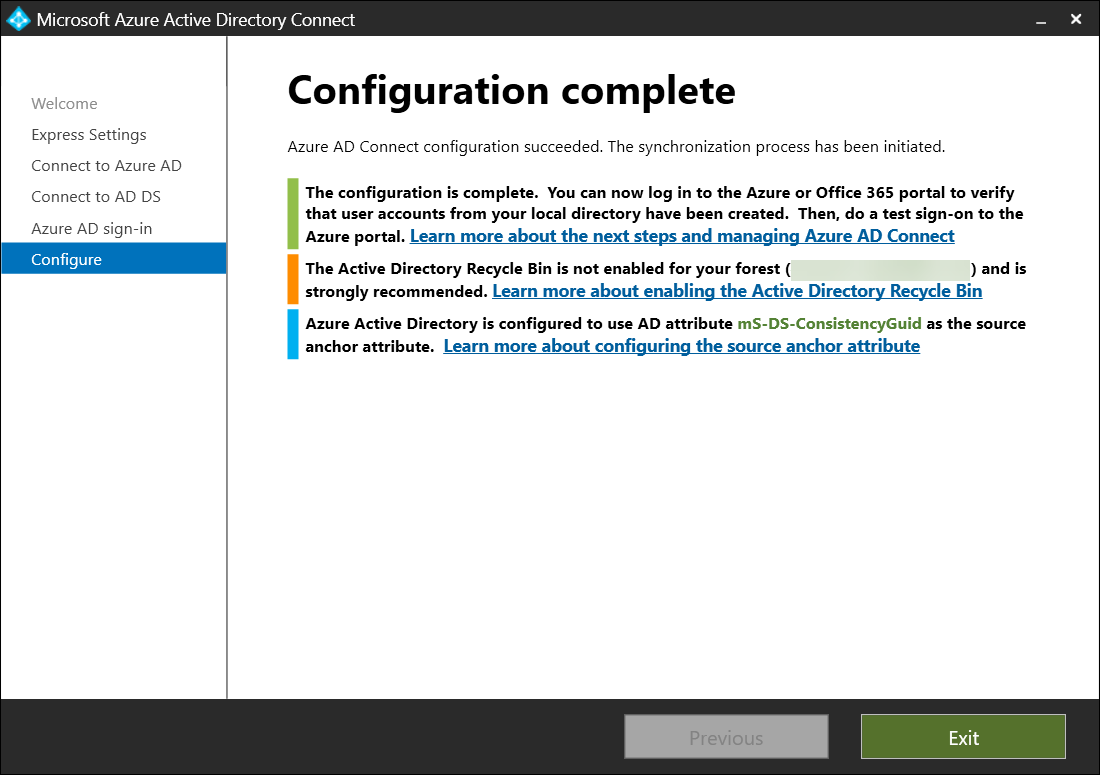 Microsoft Azure Active Directory Connect
Welcome
Express Settings
Connect to Azure AD
Connect to AD DS
Azure AD sign-in
Configure
Configuration complete
Azure AD Connect configuration succeeded. The synchronization process has been initiated.
The configuration is complete.  You can now log in to the Azure or Office 365 portal to verify
that user accounts from your local directory have been created.  Then, do a test sign-on to the
Azure portal. Learn more about the next steps and managing Azure AD Connect
The Active Directory Recycle Bin is not enabled for your forest ( ) and is
strongly recommended. Learn more about enabling the Active Directory Recycle Bin
Azure Active Directory is configured to use AD attribute mS-DS-ConsistencyGuid as the source
anchor attribute.  Learn more about configuring the source anchor attribute
Previous
Exit